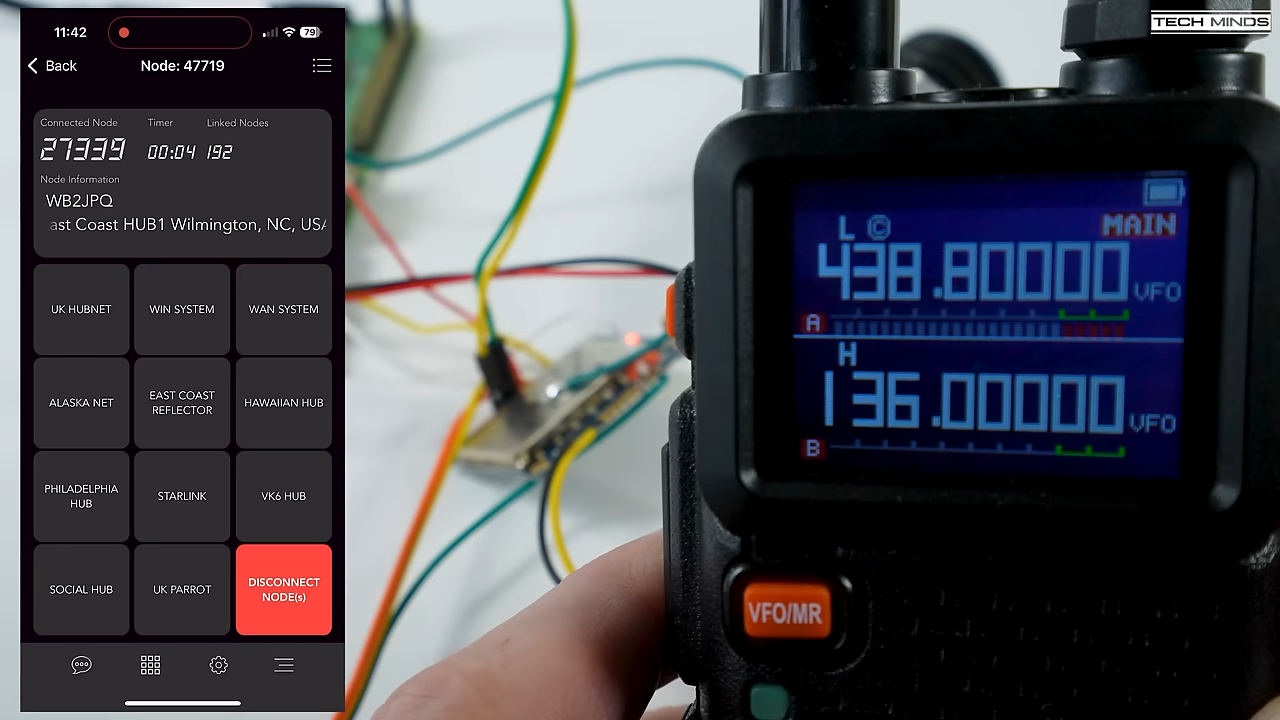 11:42
79
Back
Node: 47719
Connected Node
Timer
Linked Nodes
27339
00:04
192
Node Information
WB2JPQ
ast Coast HUB1 Wilmington, NC, USA
UK HUBNET
WIN SYSTEM
WAN SYSTEM
ALASKA NET
EAST COAST
REFLECTOR
HAWAIIAN HUB
PHILADELPHIA
HUB
STARLINK
VK6 HUB
SOCIAL HUB
UK PARROT
DISCONNECT
NODE(s)
TECH MINDS
L ©
MAIN
438.80000 VFO
A
H
136.00000 VFO
B
VFO/MR